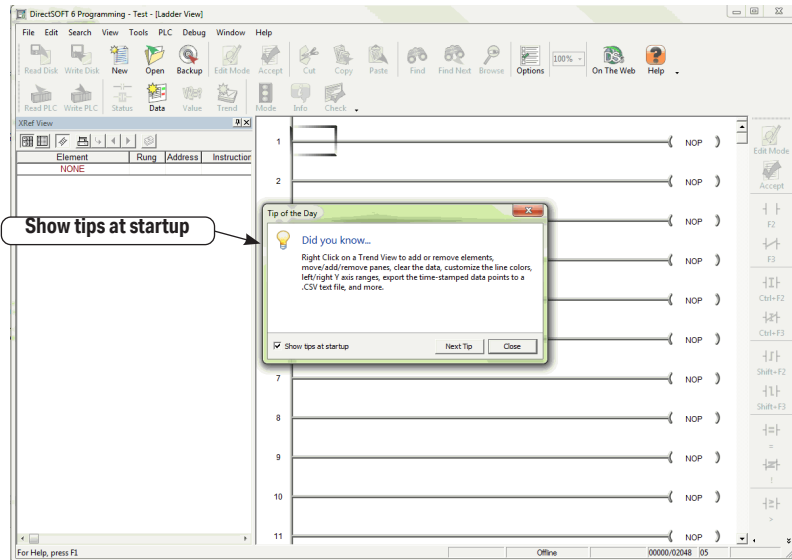 DirectSOFT 6 Programming - Test - [Ladder View]
File Edit Search View Tools PLC Debug Window Help
Read Disk Write Disk New Open Backup Edit Mode Accept Cut Copy Paste Find Find Next Browse Options 100% On The Web Help
Read PLC Write PLC Status Data Value Trend Mode Info Check
XRef View
Element Rung Address Instruction
NONE
1 NOP
2 NOP
NOP
NOP
NOP
NOP
7 NOP
8 NOP
9 NOP
10 NOP
11 NOP
Show tips at startup
Tip of the Day
Did you know...
Right Click on a Trend View to add or remove elements,
move/add/remove panes, clear the data, customize the line colors,
left/right Y axis ranges, export the time-stamped data points to a
.CSV text file, and more.
Show tips at startup Next Tip Close
Edit Mode
Accept
F2
F3
Ctrl+F2
Ctrl+F3
Shift+F2
Shift+F3
=
!
>
For Help, press F1 Offline 00000/02048 05